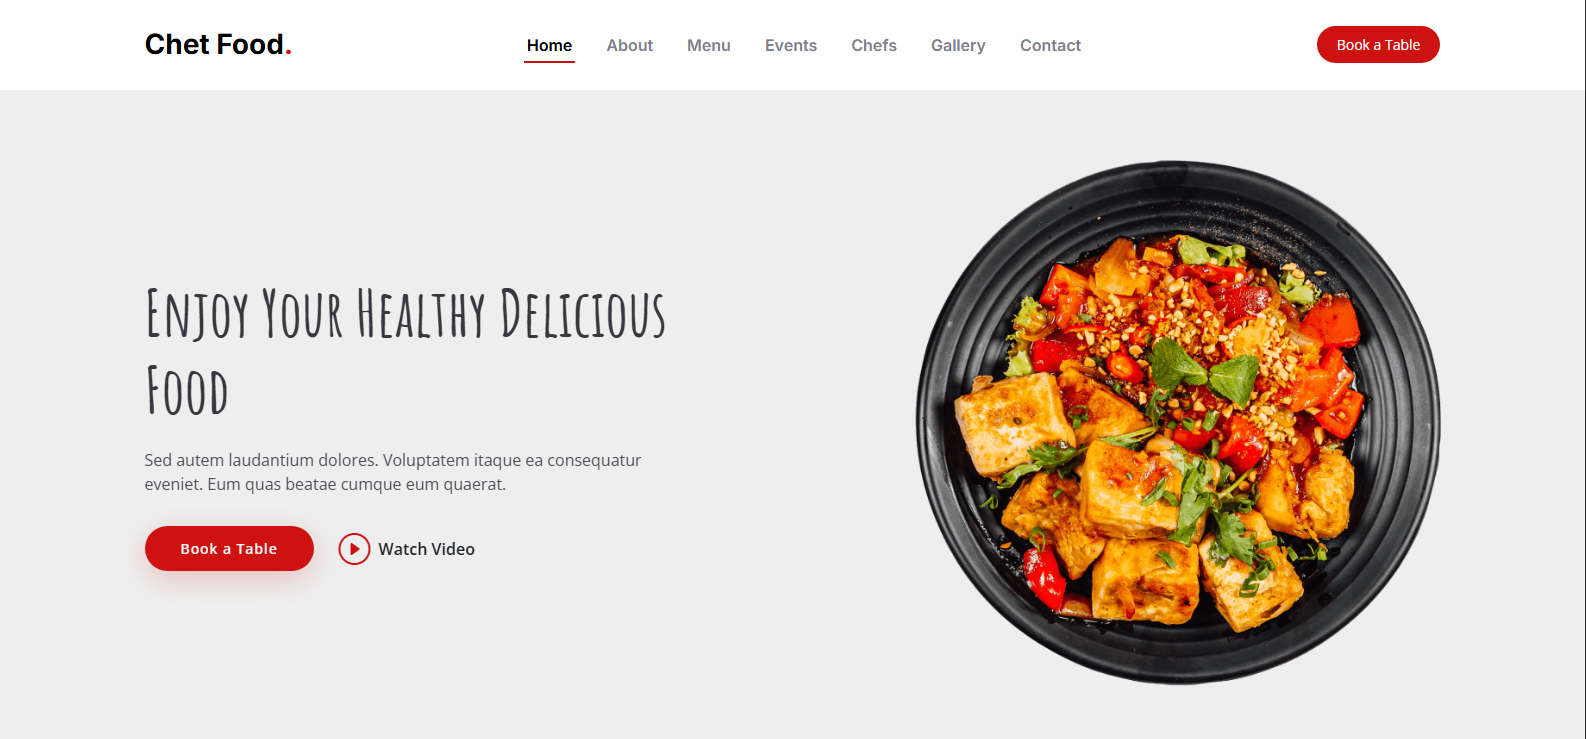 Chet Food.
Home About Menu Events Chefs Gallery Contact
Book a Table
Enjoy Your Healthy Delicious
Food
Sed autem laudantium dolores. Voluptatem itaque ea consequatur
eveniet. Eum quas beatae cumque eum quaerat.
Book a Table
Watch Video